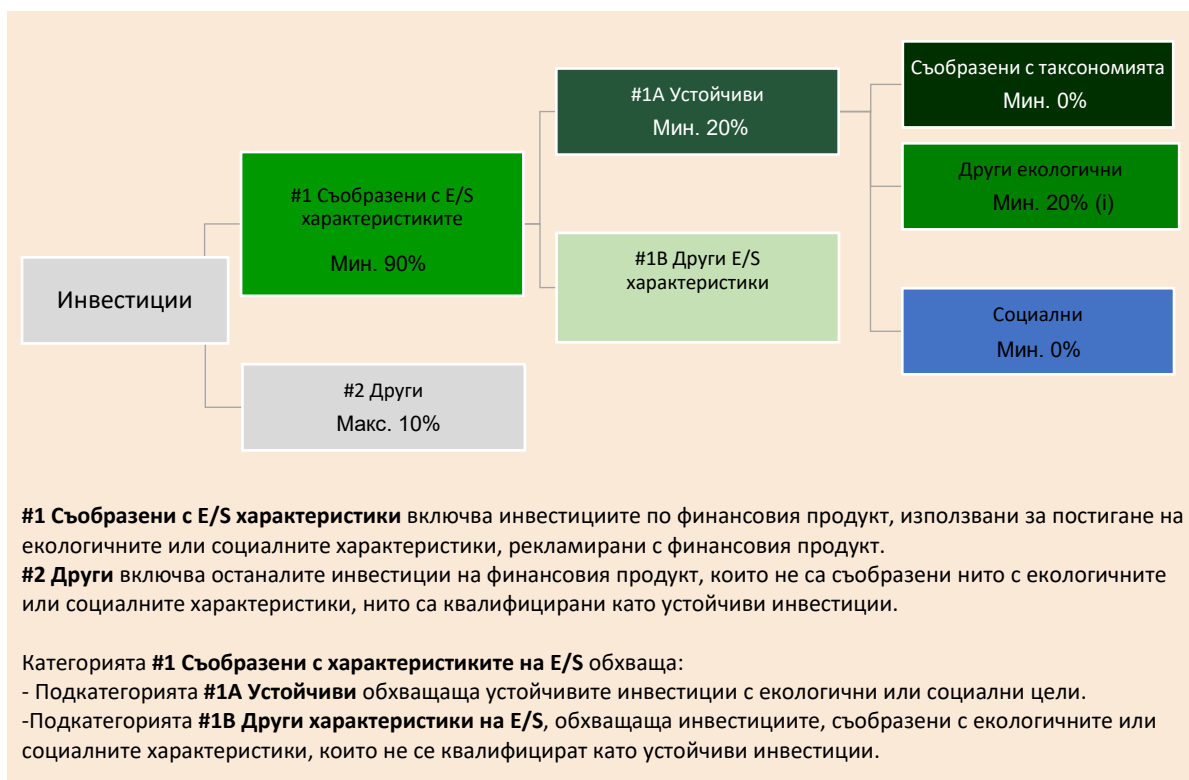 Съобразени с таксономията
Мин. 0%
#1A Устойчиви
Мин. 20%
Други екологични
Мин. 20% (i)
#1 Съобразени с E/S
характеристиките
Мин. 90%
#1B Други E/S
характеристики
Инвестиции
Социални
Мин. 0%
#2 Други
Макс. 10%
#1 Съобразени с E/S характеристики включва инвестициите по финансовия продукт, използвани за постигане на
екологичните или социалните характеристики, рекламирани с финансовия продукт.
#2 Други включва останалите инвестиции на финансовия продукт, които не са съобразени нито с екологичните
или социалните характеристики, нито са квалифицирани като устойчиви инвестиции.
Категорията #1 Съобразени с характеристиките на E/S обхваща:
- Подкатегорията #1A Устойчиви обхващаща устойчивите инвестиции с екологични или социални цели.
-Подкатегорията #1B Други характеристики на E/S, обхващаща инвестициите, съобразени с екологичните или
социалните характеристики, които не се квалифицират като устойчиви инвестиции.